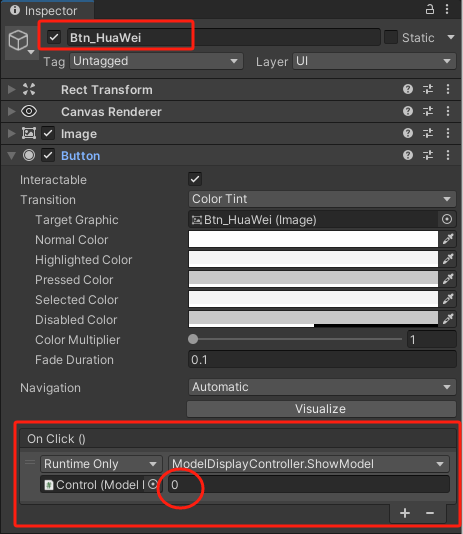 Inspector
Btn_HuaWei Static
Tag Untagged Layer UI
Rect Transform
Canvas Renderer
Image
Button
Interactable
Transition Color Tint
Target Graphic Btn_HuaWei (Image)
Normal Color
Highlighted Color
Pressed Color
Selected Color
Disabled Color
Color Multiplier 1
Fade Duration 0.1
Navigation Automatic
Visualize
On Click ()
Runtime Only ModelDisplayController.ShowModel
Control (Model 0